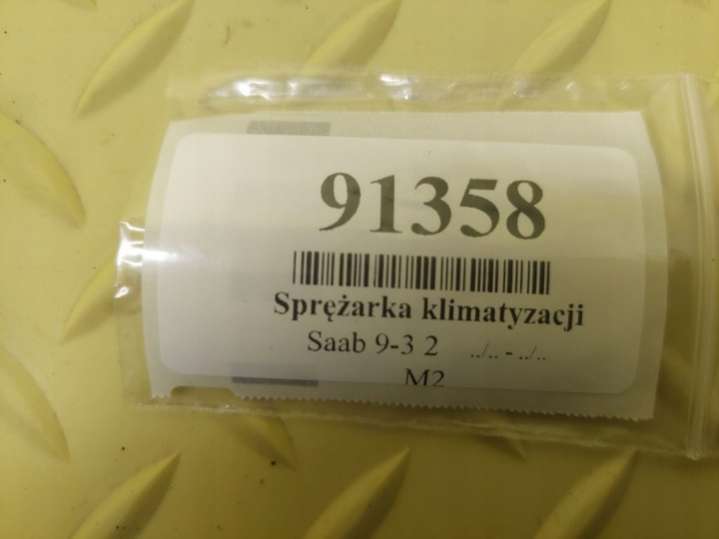 91358
Sprężarka klimatyzacji
Saab 9-3 2 ../.. - ../..
M2